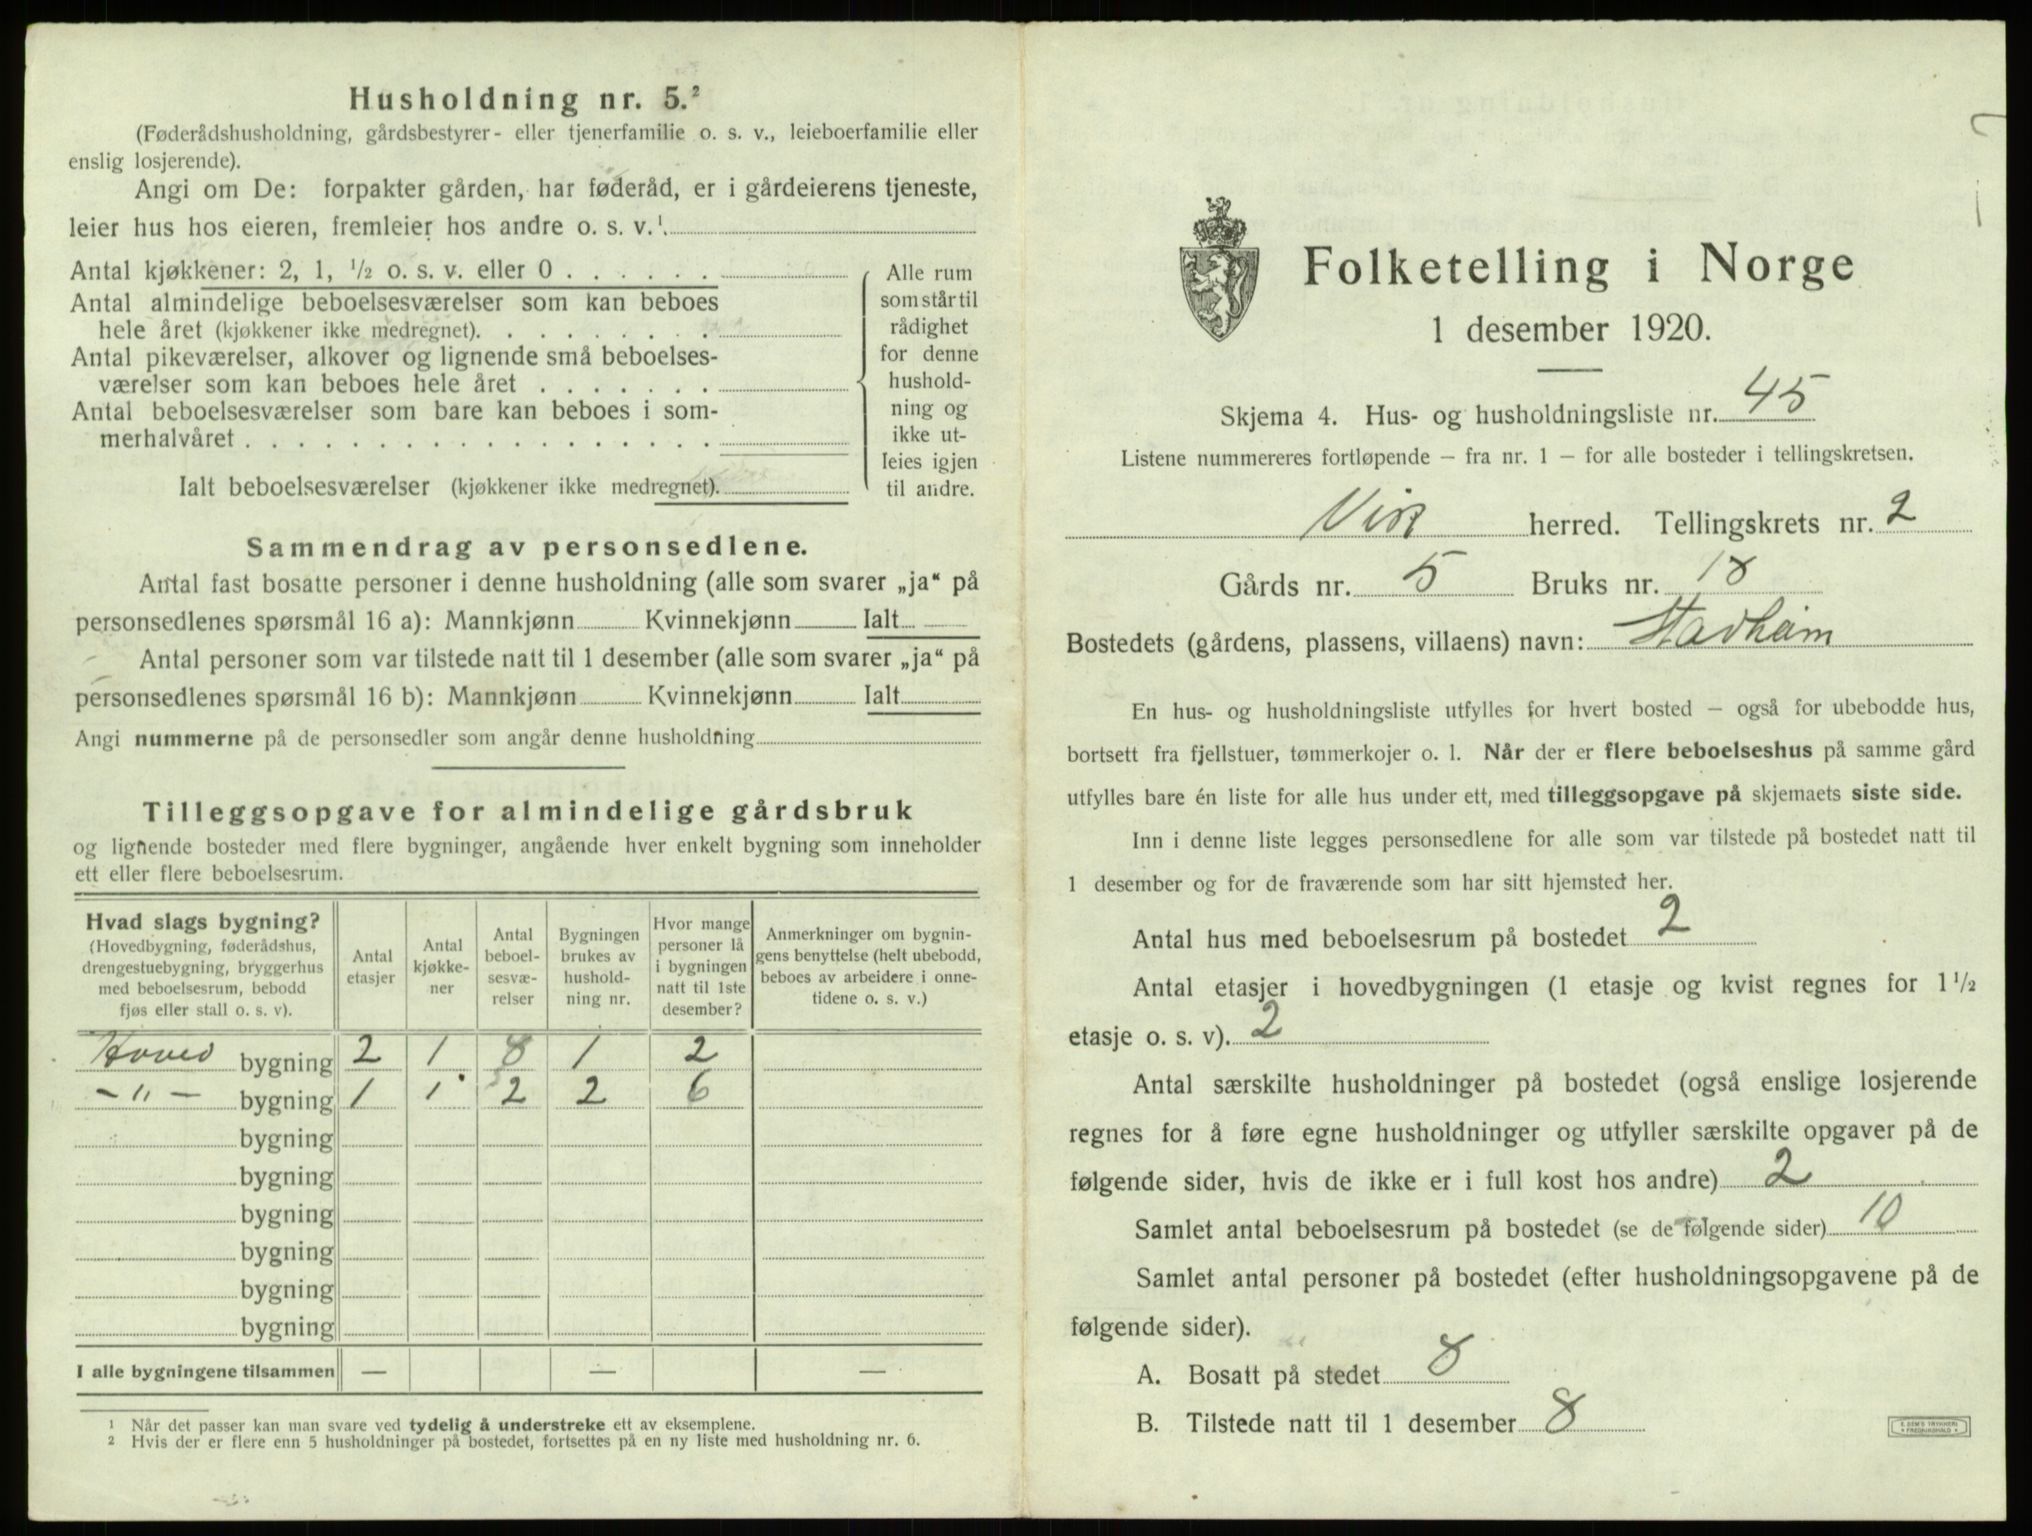 Husholdning nr. 5.²
(Føderådshusholdning, gårdsbestyrer- eller tjenerfamilie o. s. v., leieboerfamilie eller
enslig losjerende).
Angi om De: forpakter gården, har føderåd, er i gårdeierens tjeneste,
leier hus hos eieren, fremleier hos andre o. s. v.¹.
Antal kjøkkener: 2, 1, ½ o. s. v. eller 0 . . . . . .
Antal almindelige beboelsesværelser som kan beboes
hele året (kjøkkener ikke medregnet). . . . . . . .
Antal pikeværelser, alkover og lignende små beboelses-
værelser som kan beboes hele året . . . . . . .
Antal beboelsesværelser som bare kan beboes i som-
merhalvåret . . . . . . . . . . . . . . . . . .
Ialt beboelsesværelser (kjøkkener ikke medregnet).
Alle rum
som står til
rådighet
for denne
hushold-
ning og
ikke ut-
leies igjen
til andre.
Sammendrag av personsedlene.
Antal fast bosatte personer i denne husholdning (alle som svarer „ja“ på
personsedlenes spørsmål 16 a): Mannkjønn Kvinnekjønn Ialt
Antal personer som var tilstede natt til 1 desember (alle som svarer „ja“ på
personsedlenes spørsmål 16 b): Mannkjønn Kvinnekjønn Ialt
Angi nummerne på de personsedler som angår denne husholdning
Tilleggsopgave for almindelige gårdsbruk
og lignende bosteder med flere bygninger, angående hver enkelt bygning som inneholder
ett eller flere beboelsesrum.
Hvad slags bygning?
(Hovedbygning, føderådshus,
drengestuebygning, bryggerhus
med beboelsesrum, bebodd
fjøs eller stall o. s. v).
Antal
etasjer
Antal
kjøkke-
ner
Antal
beboel-
sesvæ-
relser
Bygningen
brukes av
hushold-
ning nr.
Hvor mange
personer lå
i bygningen
natt til 1ste
desember?
Anmerkninger om bygnin-
gens benyttelse (helt ubebodd,
beboes av arbeidere i onne-
tidene o. s. v.)
Hoved bygning 2 1 8 1 2
- " - bygning 1 1 2 2 6
bygning
bygning
bygning
bygning
bygning
bygning
I alle bygningene tilsammen — — —
¹ Når det passer kan man svare ved tydelig å understreke ett av eksemplene.
² Hvis der er flere enn 5 husholdninger på bostedet, fortsettes på en ny liste med husholdning nr. 6.
Folketelling i Norge
1 desember 1920.
Skjema 4. Hus- og husholdningsliste nr. 45
Listene nummereres fortløpende – fra nr. 1 – for alle bosteder i tellingskretsen.
Vik herred. Tellingskrets nr. 2
Gårds nr. 5 Bruks nr. 18
Bostedets (gårdens, plassens, villaens) navn: Stadheim
En hus- og husholdningsliste utfylles for hvert bosted – også for ubebodde hus,
bortsett fra fjellstuer, tømmerkojer o. l. Når der er flere beboelseshus på samme gård
utfylles bare én liste for alle hus under ett, med tilleggsopgave på skjemaets siste side.
Inn i denne liste legges personsedlene for alle som var tilstede på bostedet natt til
1 desember og for de fraværende som har sitt hjemsted her.
Antal hus med beboelsesrum på bostedet 2
Antal etasjer i hovedbygningen (1 etasje og kvist regnes for 1½
etasje o. s. v). 2
Antal særskilte husholdninger på bostedet (også enslige losjerende
regnes for å føre egne husholdninger og utfyller særskilte opgaver på de
følgende sider, hvis de ikke er i full kost hos andre) 2
Samlet antal beboelsesrum på bostedet (se de følgende sider) 10
Samlet antal personer på bostedet (efter husholdningsopgavene på de
følgende sider).
A. Bosatt på stedet 8
B. Tilstede natt til 1 desember 8
E. SEM'S TRYKKERI
FREDRIKSHALD